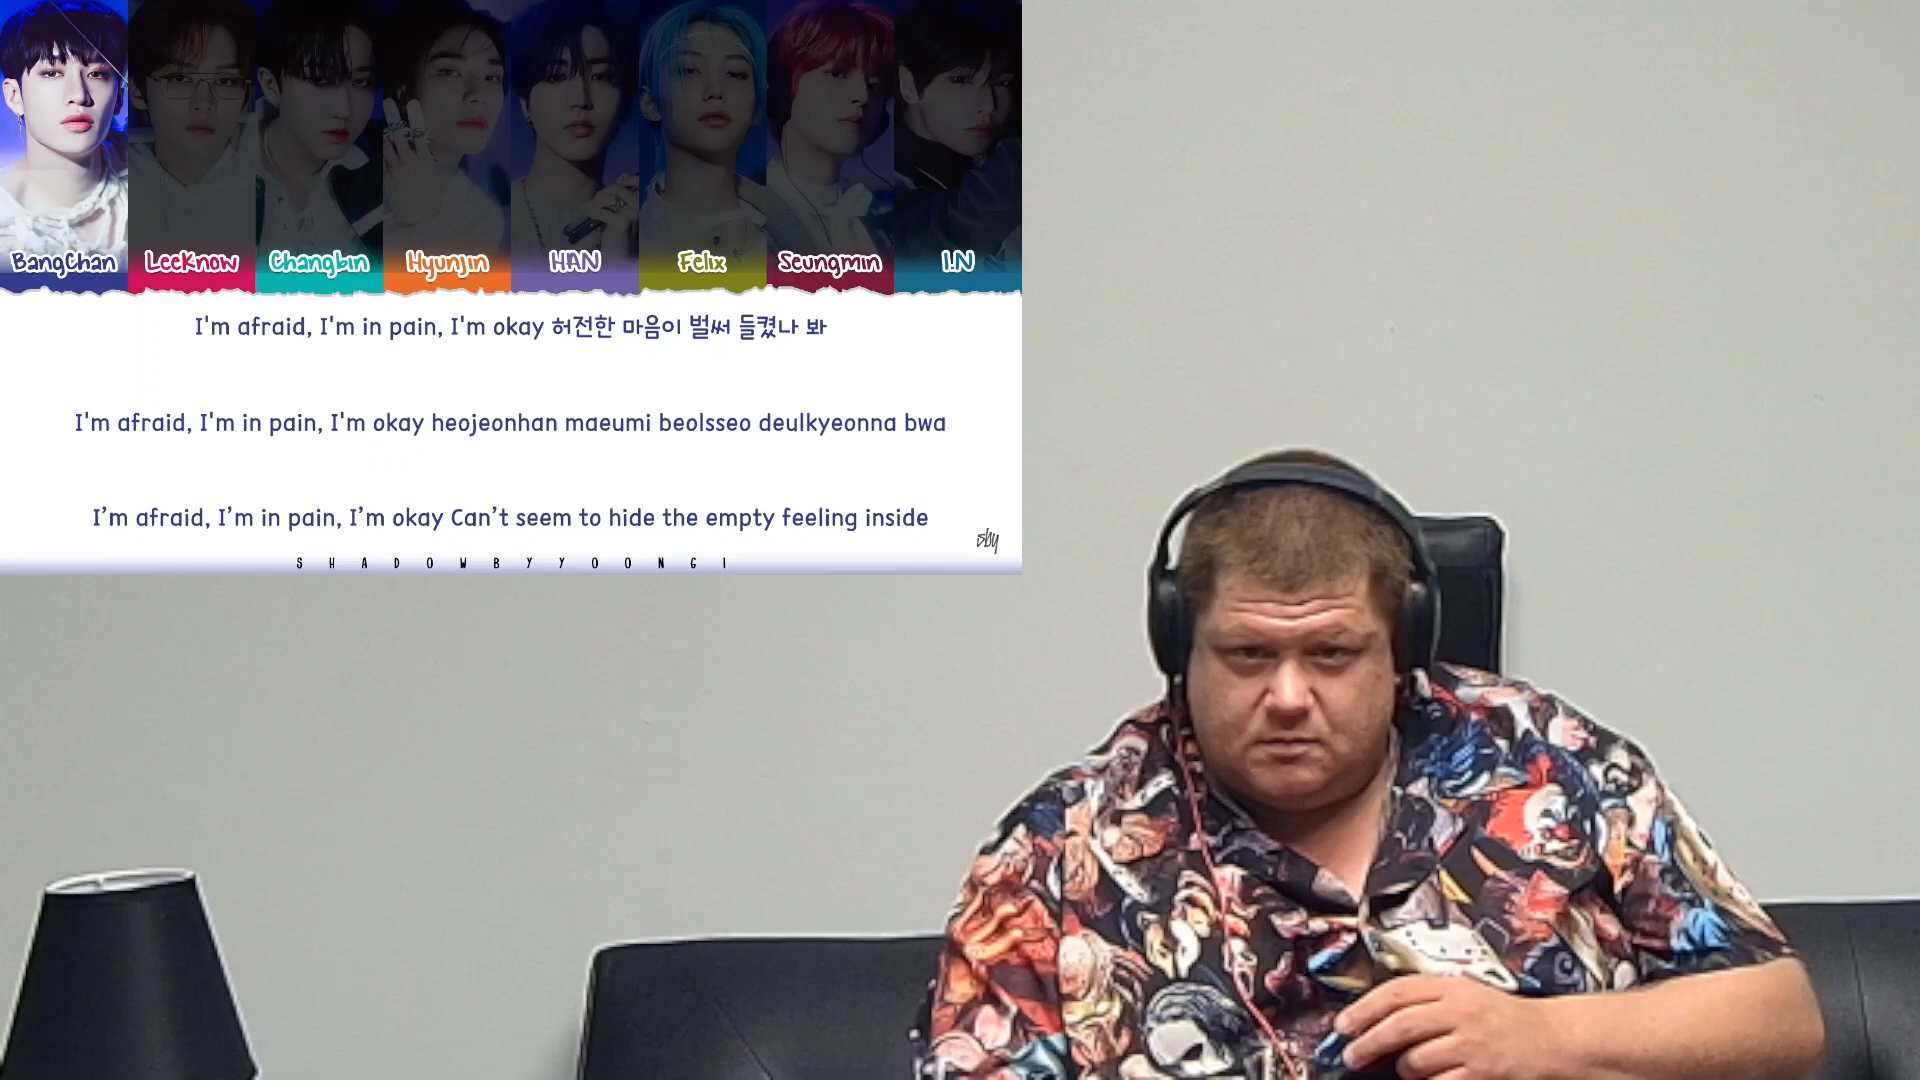 BangChan LeeKnow Changbin Hyunjin HAN Felix Seungmin I.N
I'm afraid, I'm in pain, I'm okay 허전한 마음이 벌써 들켰나 봐
I'm afraid, I'm in pain, I'm okay heojeonhan maeumi beolsseo deulkyeonna bwa
I'm afraid, I'm in pain, I'm okay Can't seem to hide the empty feeling inside
sby
SHADOWBYYOONGI